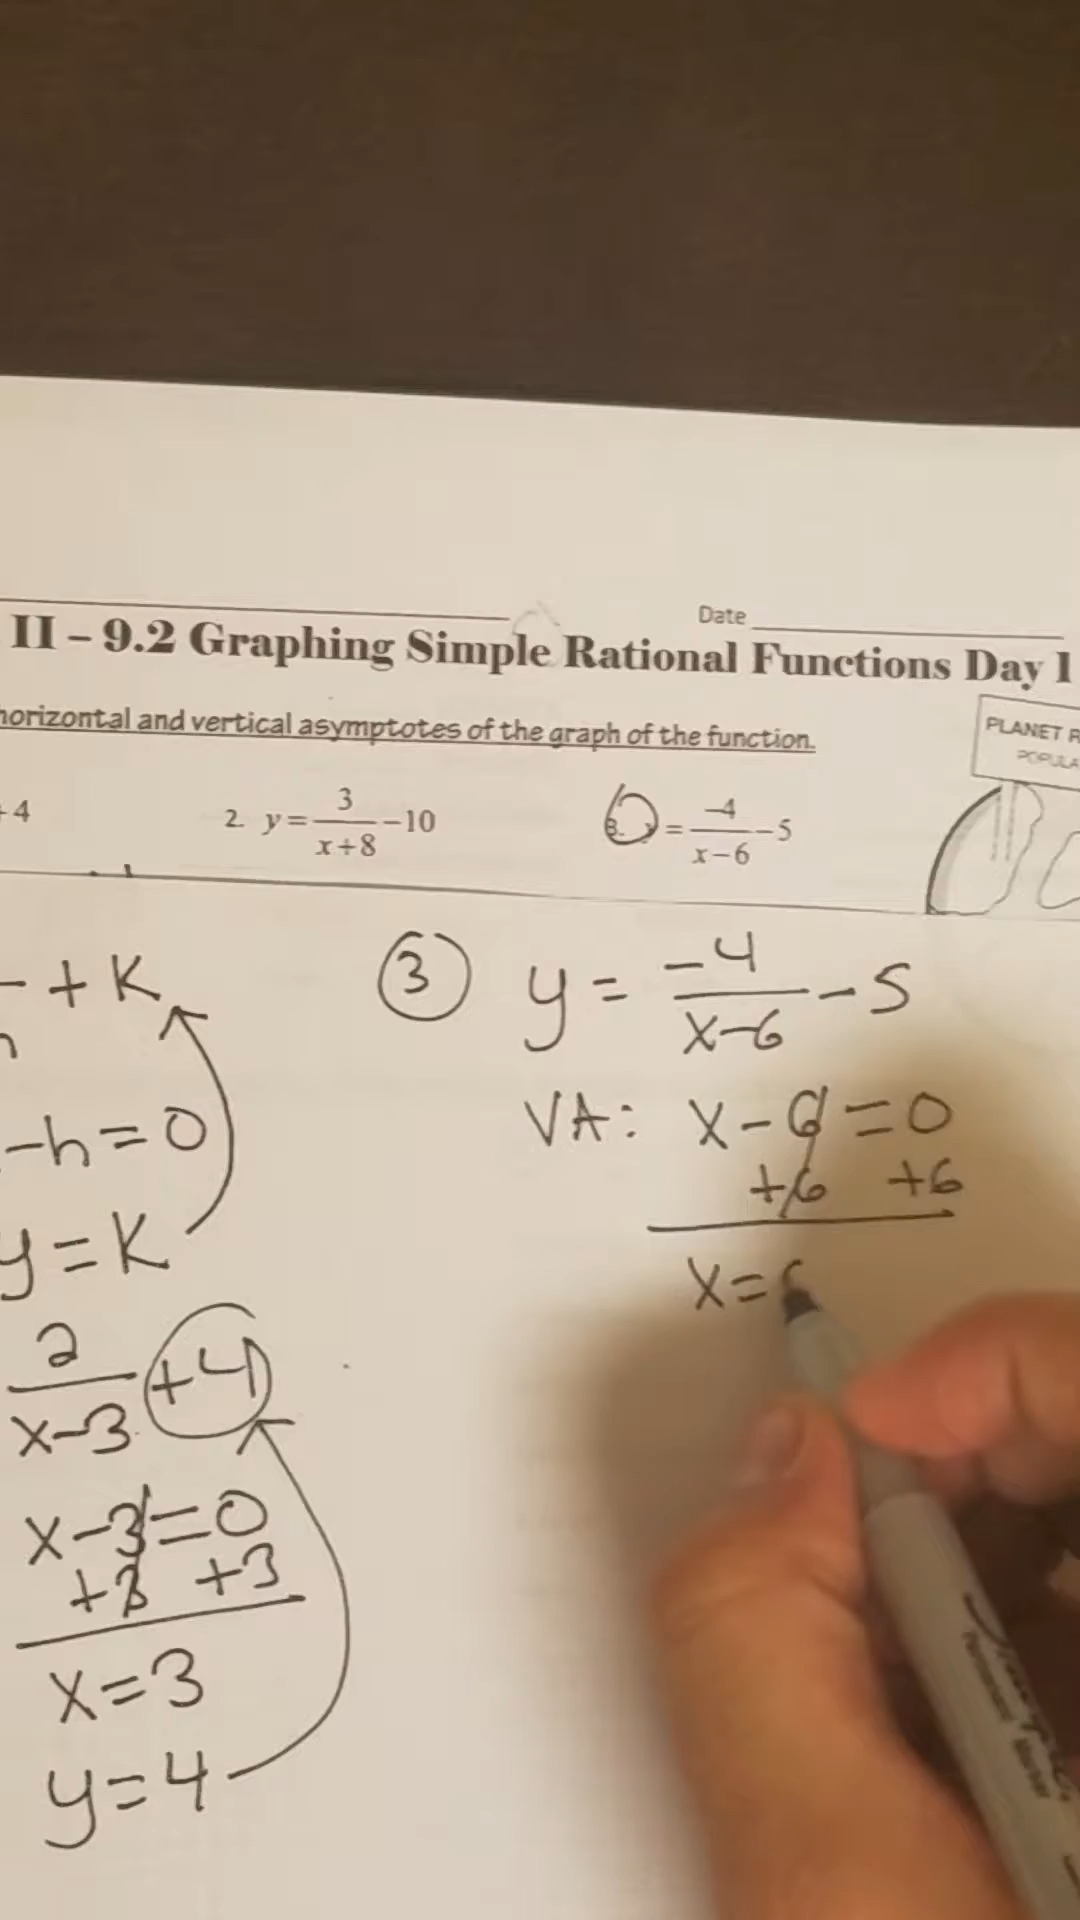 Date
II – 9.2 Graphing Simple Rational Functions Day 1
horizontal and vertical asymptotes of the graph of the function.
PLANET
+ 4
2. y = 3/(x+8) − 10
3. = −4/(x−6) − 5
+ K
③ y = −4/(x−6) − 5
−h = 0
VA: x − 6 = 0
+6 +6
y = K
x =
2/(x−3) +4
x − 3 = 0
+3 +3
x = 3
y = 4
Permanent Marker